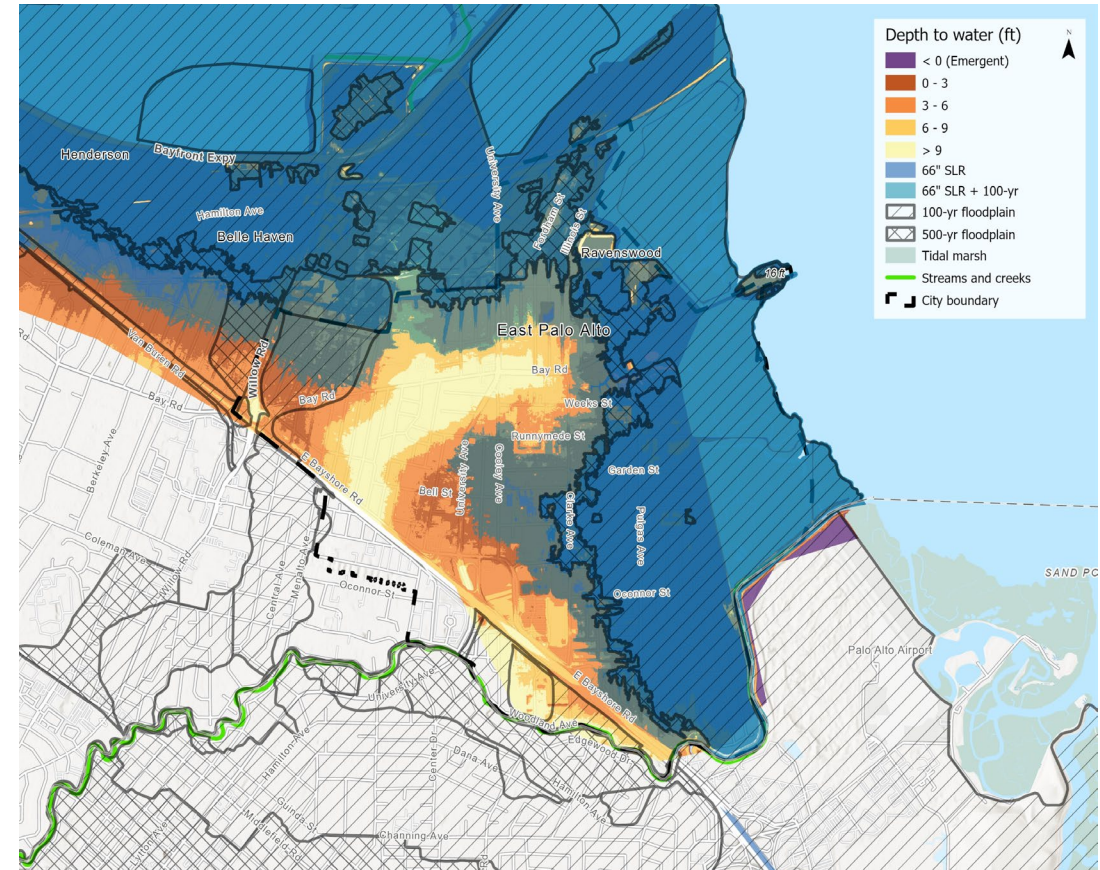 Depth to water (ft)
N
< 0 (Emergent)
0 - 3
3 - 6
6 - 9
> 9
66" SLR
66" SLR + 100-yr
100-yr floodplain
500-yr floodplain
Tidal marsh
Streams and creeks
City boundary
Henderson
Bayfront Expy
University Ave
Hamilton Ave
Belle Haven
Fordham St
Illinois St
Ravenswood
16 ft
East Palo Alto
Van Buren Rd
Willow Rd
Bay Rd
Bay Rd
Bay Rd
Weeks St
Runnymede St
Berkeley Ave
E Bayshore Rd
Bell St
University Ave
Cooley Ave
Garden St
Clarke Ave
Pulgas Ave
Coleman Ave
Willow Rd
Central Ave
Menalto Ave
Oconnor St
Oconnor St
SAND PO
Palo Alto Airport
University Ave
E Bayshore Rd
Woodland Ave
Edgewood Dr
Hamilton Ave
Center Dr
Dana Ave
Hamilton Ave
Guinda St
Middlefield Rd
Lytton Ave
Channing Ave
Rd